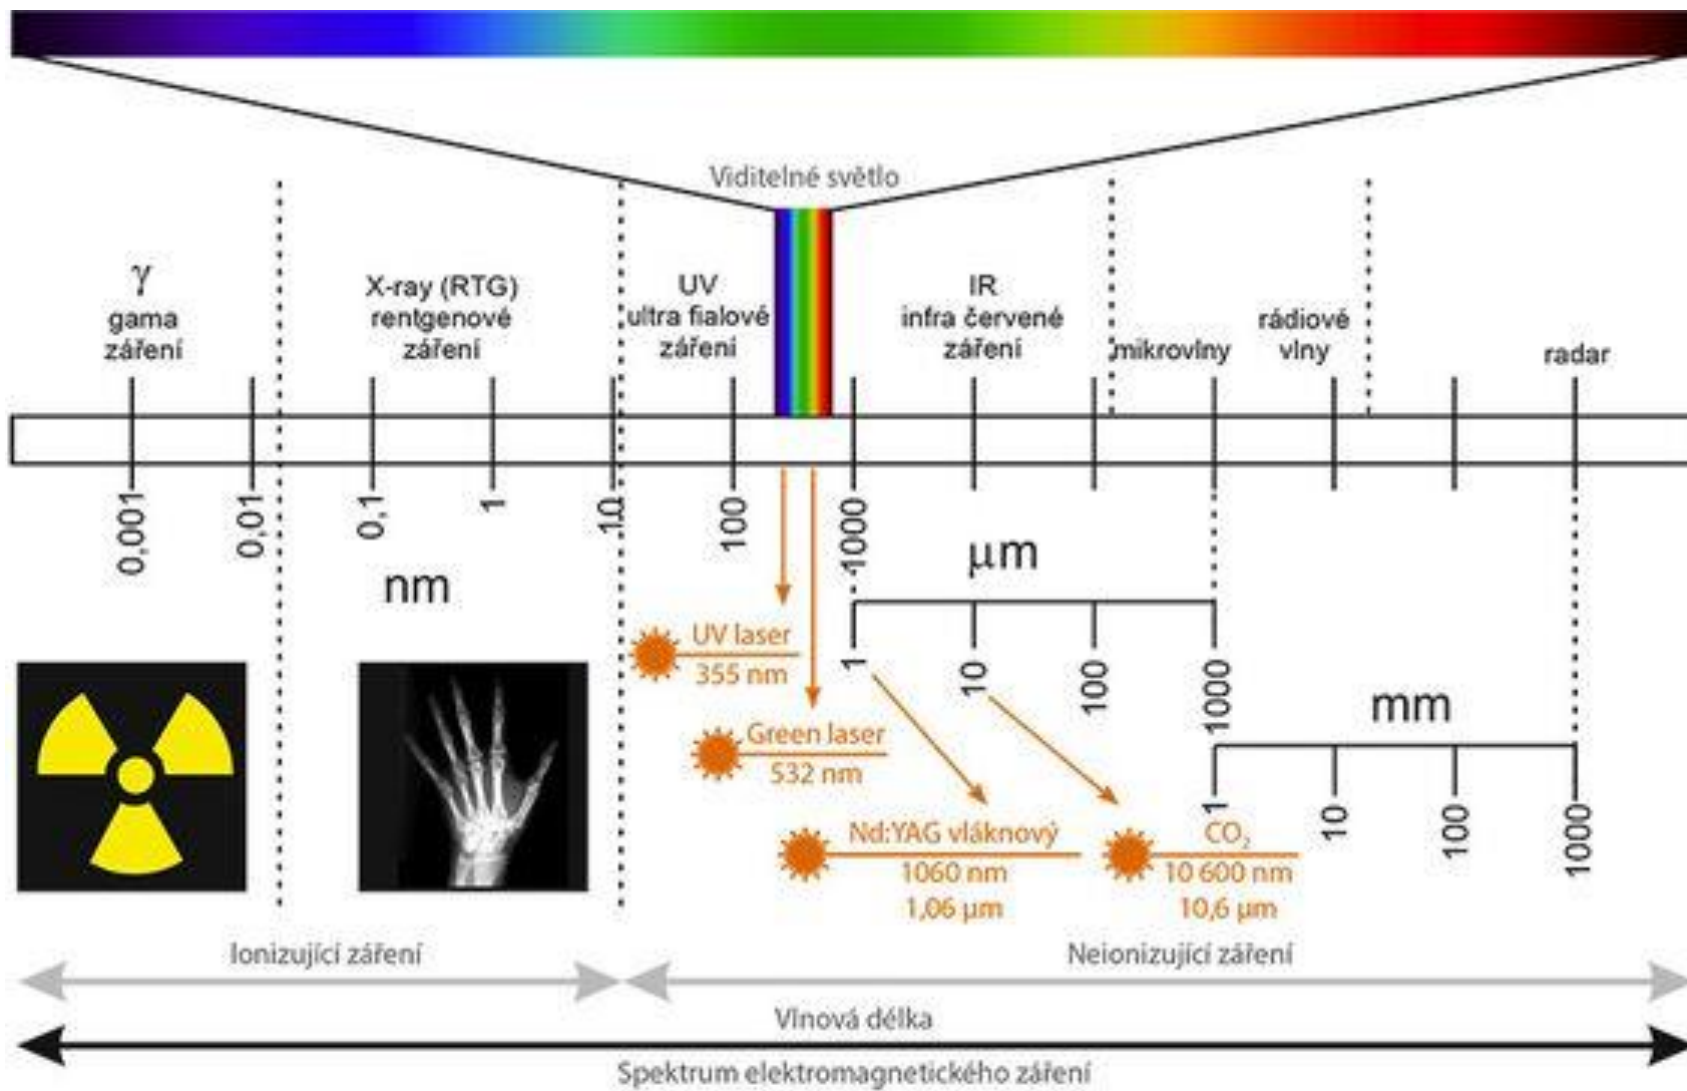 Viditelné světlo
γ
gama
záření
X-ray (RTG)
rentgenové
záření
UV
ultra fialové
záření
IR
infra červené
záření
mikrovlny
rádiové
vlny
radar
0,001
0,01
0,1
1
10
100
1000
nm
μm
1
10
100
1000
mm
1
10
100
1000
UV laser
355 nm
Green laser
532 nm
Nd:YAG vláknový
1060 nm
1,06 μm
CO₂
10 600 nm
10,6 μm
Ionizující záření
Neionizující záření
Vlnová délka
Spektrum elektromagnetického záření